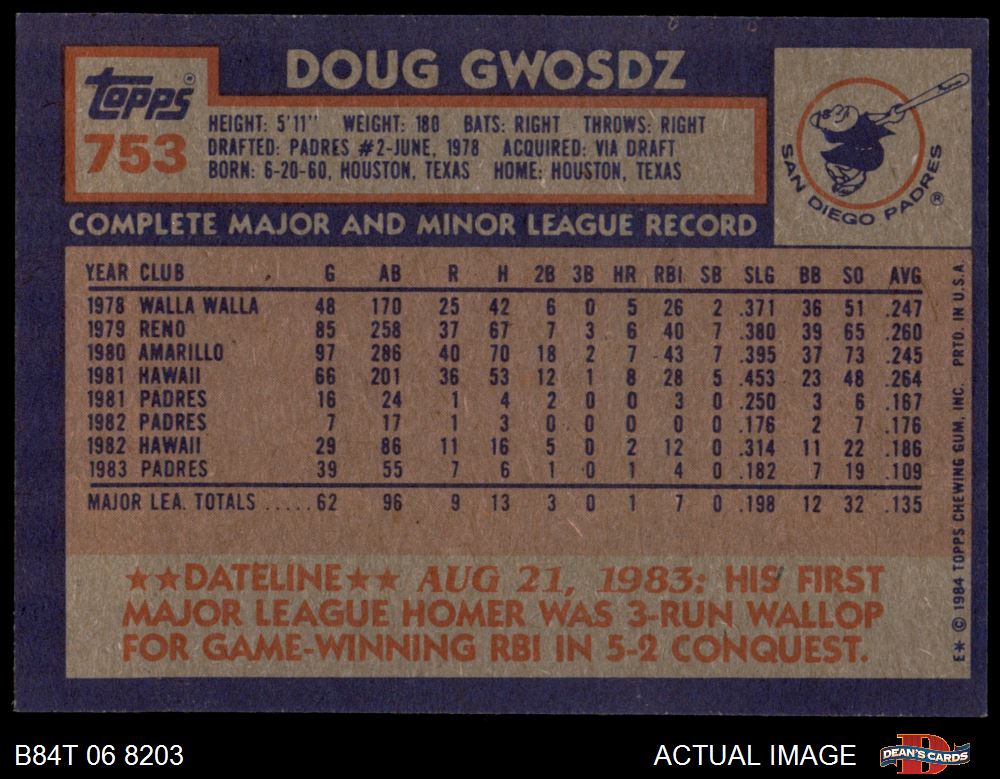 topps®
753
DOUG GWOSDZ
HEIGHT: 5'11" WEIGHT: 180 BATS: RIGHT THROWS: RIGHT
DRAFTED: PADRES #2-JUNE, 1978 ACQUIRED: VIA DRAFT
BORN: 6-20-60, HOUSTON, TEXAS HOME: HOUSTON, TEXAS
SAN DIEGO PADRES®
COMPLETE MAJOR AND MINOR LEAGUE RECORD
YEAR CLUB G AB R H 2B 3B HR RBI SB SLG BB SO AVG
1978 WALLA WALLA 48 170 25 42 6 0 5 26 2 .371 36 51 .247
1979 RENO 85 258 37 67 7 3 6 40 7 .380 39 65 .260
1980 AMARILLO 97 286 40 70 18 2 7 43 7 .395 37 73 .245
1981 HAWAII 66 201 36 53 12 1 8 28 5 .453 23 48 .264
1981 PADRES 16 24 1 4 2 0 0 3 0 .250 3 6 .167
1982 PADRES 7 17 1 3 0 0 0 0 0 .176 2 7 .176
1982 HAWAII 29 86 11 16 5 0 2 12 0 .314 11 22 .186
1983 PADRES 39 55 7 6 1 0 1 4 0 .182 7 19 .109
MAJOR LEA. TOTALS ..... 62 96 9 13 3 0 1 7 0 .198 12 32 .135
★★DATELINE★★ AUG 21, 1983: HIS FIRST
MAJOR LEAGUE HOMER WAS 3-RUN WALLOP
FOR GAME-WINNING RBI IN 5-2 CONQUEST.
E* © 1984 TOPPS CHEWING GUM, INC. PRTD. IN U.S.A.
B84T 06 8203
ACTUAL IMAGE
DEAN'S CARDS